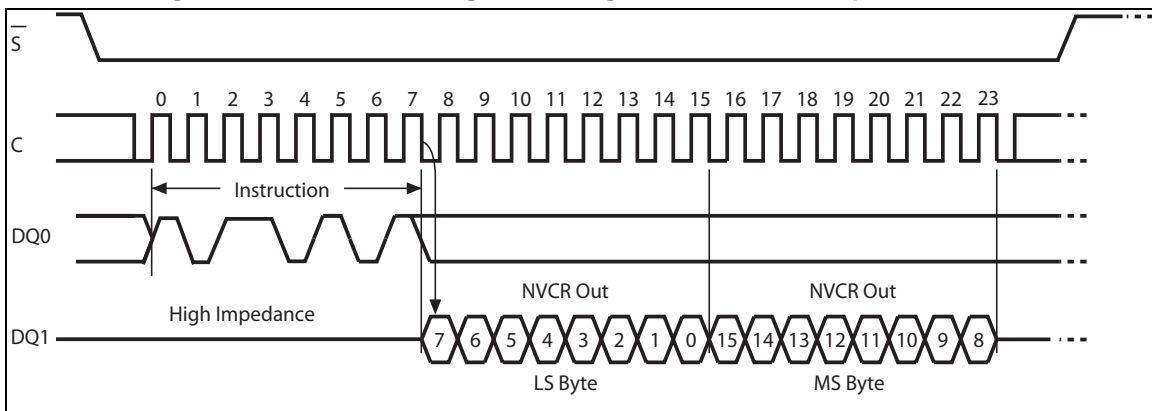 S
0 1 2 3 4 5 6 7 8 9 10 11 12 13 14 15 16 17 18 19 20 21 22 23
C
Instruction
DQ0
High Impedance
NVCR Out NVCR Out
DQ1
7 6 5 4 3 2 1 0 15 14 13 12 11 10 9 8
LS Byte MS Byte